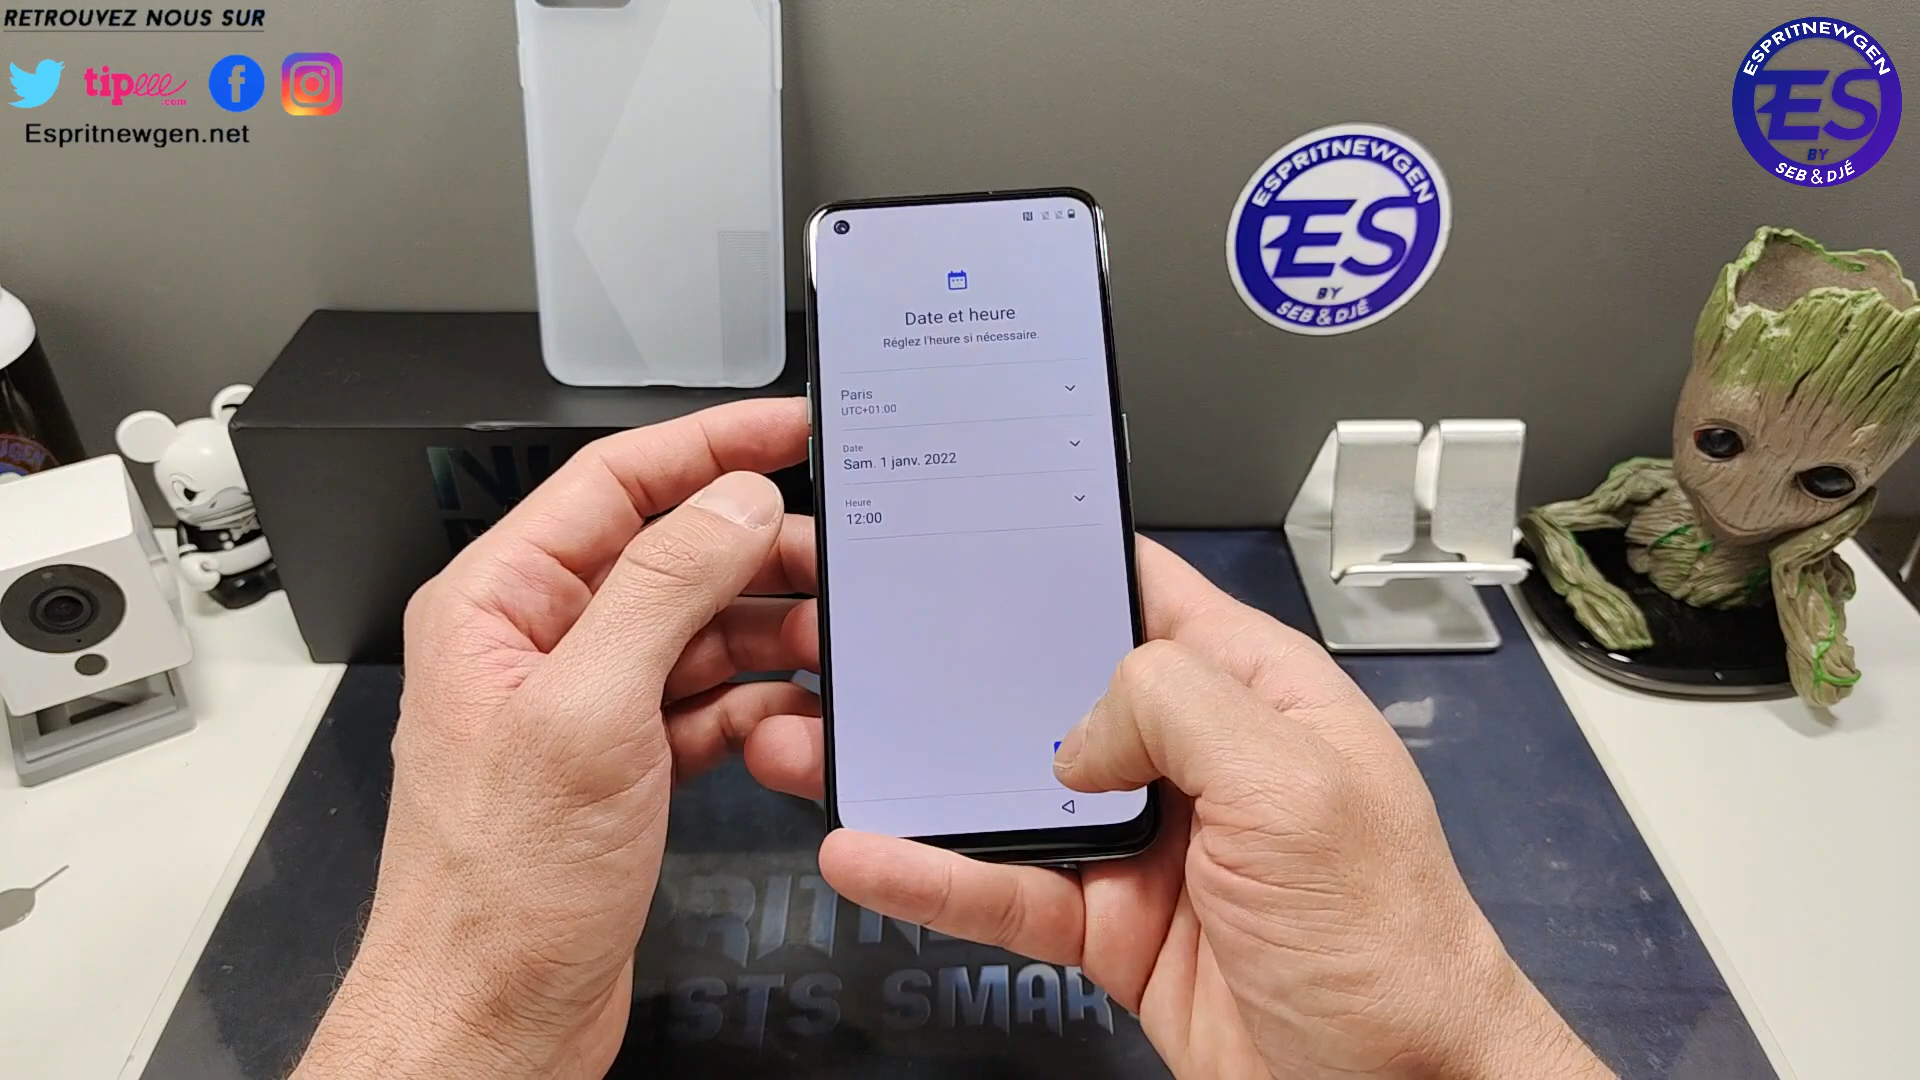 RETROUVEZ NOUS SUR
tipeee
.com
Espritnewgen.net
ESPRITNEWGEN
ES
BY
SEB & DJÉ
ESPRITNEWGEN
ES
BY
SEB & DJÉ
Date et heure
Réglez l'heure si nécessaire.
Paris
UTC+01:00
Date
Sam. 1 janv. 2022
Heure
12:00